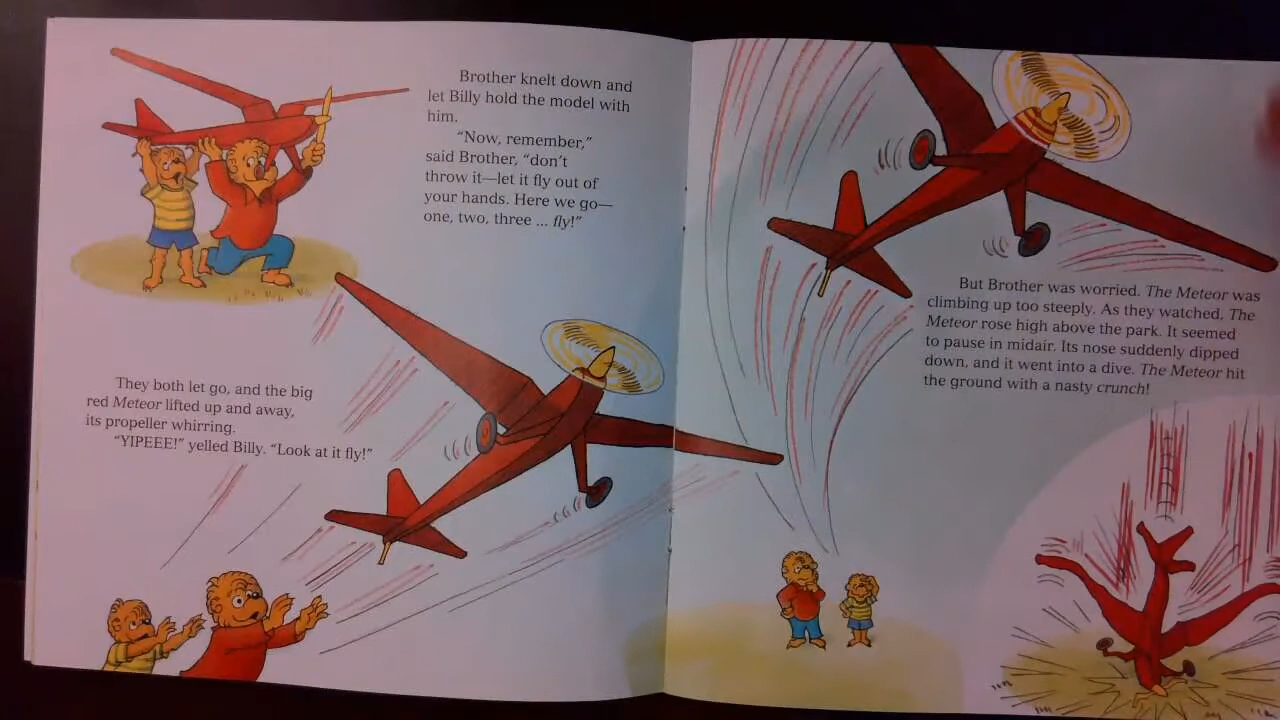 Brother knelt down and
let Billy hold the model with
him.
“Now, remember,”
said Brother, “don’t
throw it—let it fly out of
your hands. Here we go—
one, two, three ... fly!”
They both let go, and the big
red Meteor lifted up and away,
its propeller whirring.
“YIPEEE!” yelled Billy. “Look at it fly!”
But Brother was worried. The Meteor was
climbing up too steeply. As they watched, The
Meteor rose high above the park. It seemed
to pause in midair. Its nose suddenly dipped
down, and it went into a dive. The Meteor hit
the ground with a nasty crunch!